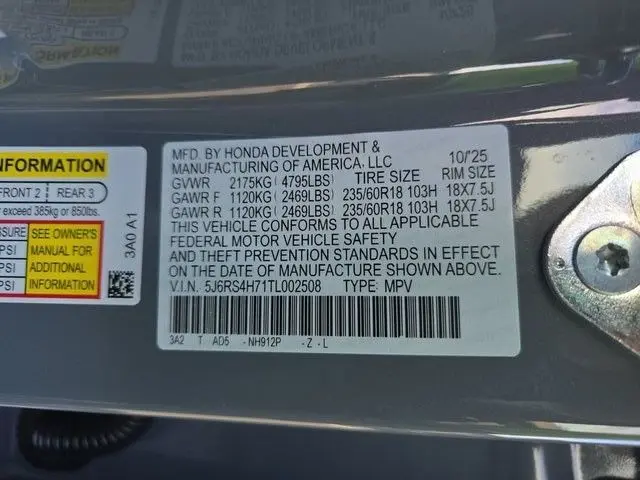 NFORMATION
FRONT 2 REAR 3
exceed 385kg or 850lbs.
SSURE SEE OWNER'S
PSI MANUAL FOR
PSI ADDITIONAL
PSI INFORMATION
3A0 A1
MFD. BY HONDA DEVELOPMENT & 10/'25
MANUFACTURING OF AMERICA, LLC
TIRE SIZE RIM SIZE
GVWR 2175KG ( 4795LBS)
GAWR F 1120KG ( 2469LBS) 235/60R18 103H 18X7.5J
GAWR R 1120KG ( 2469LBS) 235/60R18 103H 18X7.5J
THIS VEHICLE CONFORMS TO ALL APPLICABLE
FEDERAL MOTOR VEHICLE SAFETY
AND THEFT PREVENTION STANDARDS IN EFFECT
ON THE DATE OF MANUFACTURE SHOWN ABOVE.
V.I.N. 5J6RS4H71TL002508 TYPE: MPV
3A2 T AD5 -NH912P -Z-L